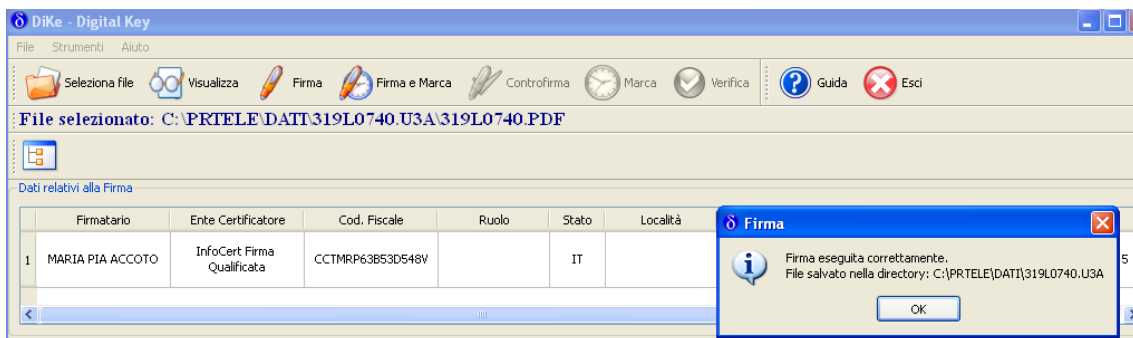 DiKe - Digital Key
File Strumenti Aiuto
Seleziona file Visualizza Firma Firma e Marca Controfirma Marca Verifica Guida Esci
File selezionato: C:\PRTELE\DATI\319L0740.U3A\319L0740.PDF
Dati relativi alla Firma
Firmatario Ente Certificatore Cod. Fiscale Ruolo Stato Località
1 MARIA PIA ACCOTO InfoCert Firma Qualificata CCTMRP63B53D548V IT 5
Firma
Firma eseguita correttamente.
File salvato nella directory: C:\PRTELE\DATI\319L0740.U3A
OK